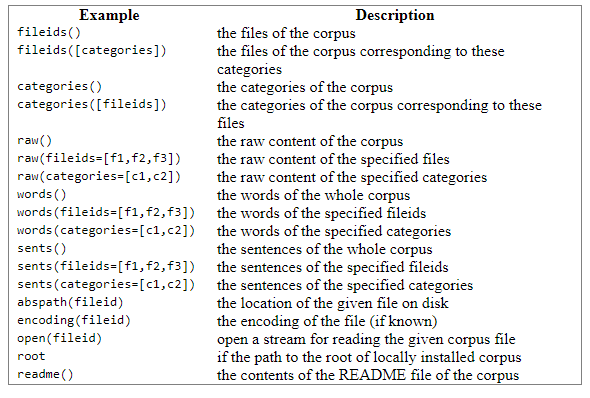 Example Description
fileids() the files of the corpus
fileids([categories]) the files of the corpus corresponding to these
categories
categories() the categories of the corpus
categories([fileids]) the categories of the corpus corresponding to these
files
raw() the raw content of the corpus
raw(fileids=[f1,f2,f3]) the raw content of the specified files
raw(categories=[c1,c2]) the raw content of the specified categories
words() the words of the whole corpus
words(fileids=[f1,f2,f3]) the words of the specified fileids
words(categories=[c1,c2]) the words of the specified categories
sents() the sentences of the whole corpus
sents(fileids=[f1,f2,f3]) the sentences of the specified fileids
sents(categories=[c1,c2]) the sentences of the specified categories
abspath(fileid) the location of the given file on disk
encoding(fileid) the encoding of the file (if known)
open(fileid) open a stream for reading the given corpus file
root if the path to the root of locally installed corpus
readme() the contents of the README file of the corpus